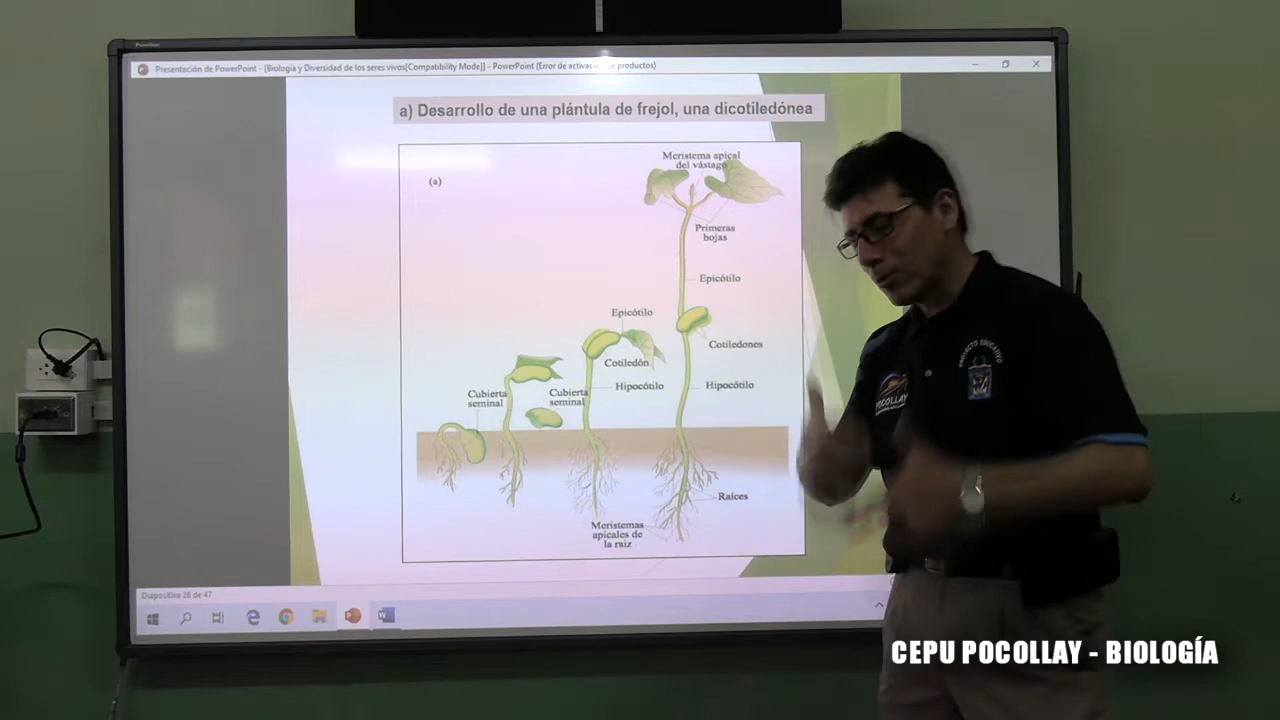 Presentación de PowerPoint - [Biología y Diversidad de los seres vivos[Compatibility Mode]] - PowerPoint (Error de activación de productos)
a) Desarrollo de una plántula de frejol, una dicotiledónea
(a)
Meristema apical
del vástago
Primeras
hojas
Epicótilo
Epicótilo
Cotiledones
Cotiledón
Hipocótilo
Hipocótilo
Cubierta
seminal
Cubierta
seminal
Raíces
Meristemas
apicales de
la raíz
Diapositiva 28 de 47
PROYECTO EDUCATIVO
POCOLLAY
CEPU POCOLLAY - BIOLOGÍA